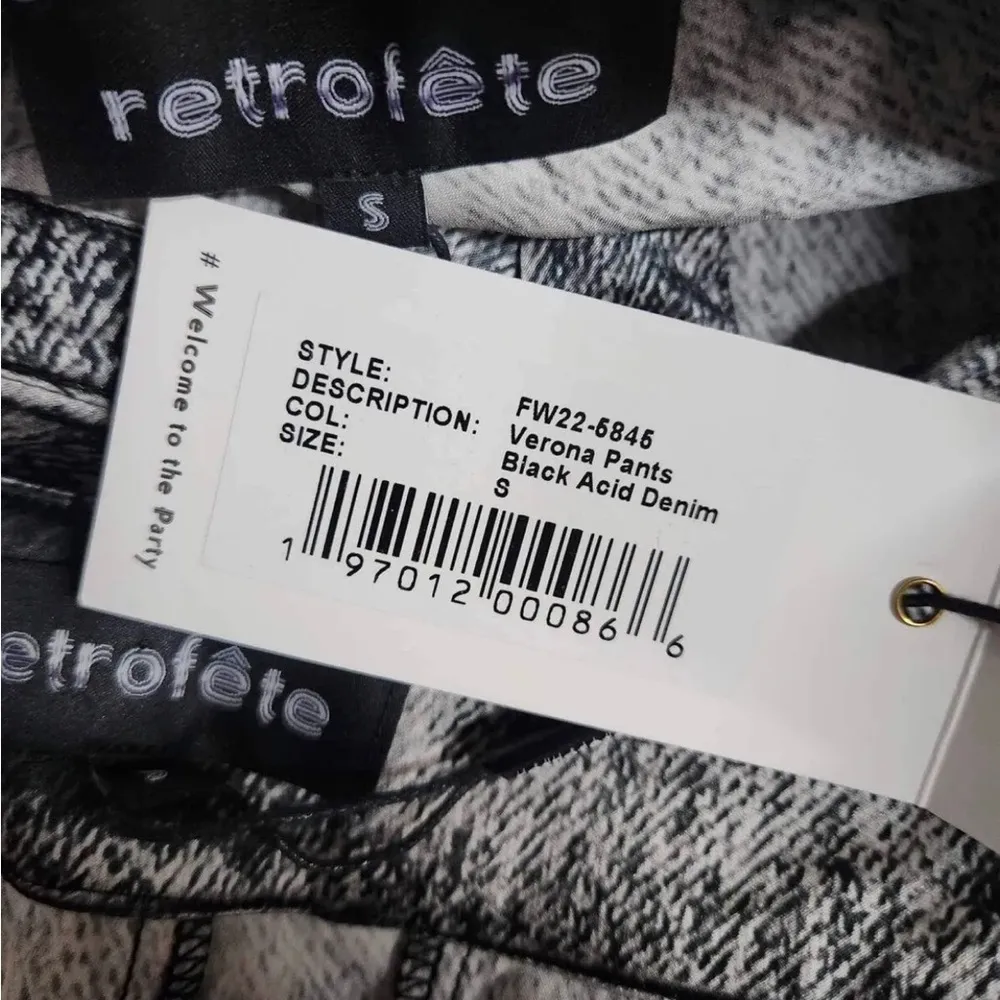 retrofête
S
# Welcome to the Party
STYLE: FW22-5845
DESCRIPTION: Verona Pants
COL: Black Acid Denim
SIZE: S
1 97012 00086 6
etrofête